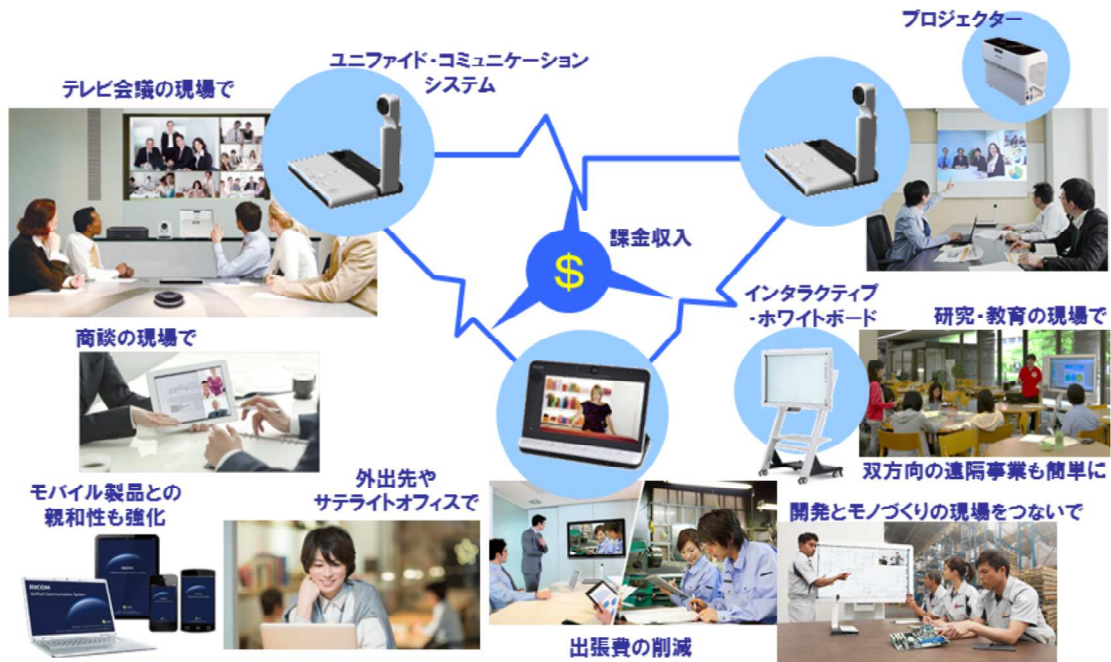 プロジェクター
ユニファイド・コミュニケーション
システム
テレビ会議の現場で
課金収入
$
インタラクティブ
・ホワイトボード
研究・教育の現場で
商談の現場で
双方向の遠隔事業も簡単に
外出先や
サテライトオフィスで
モバイル製品との
親和性も強化
開発とモノづくりの現場をつないで
RICOH
出張費の削減